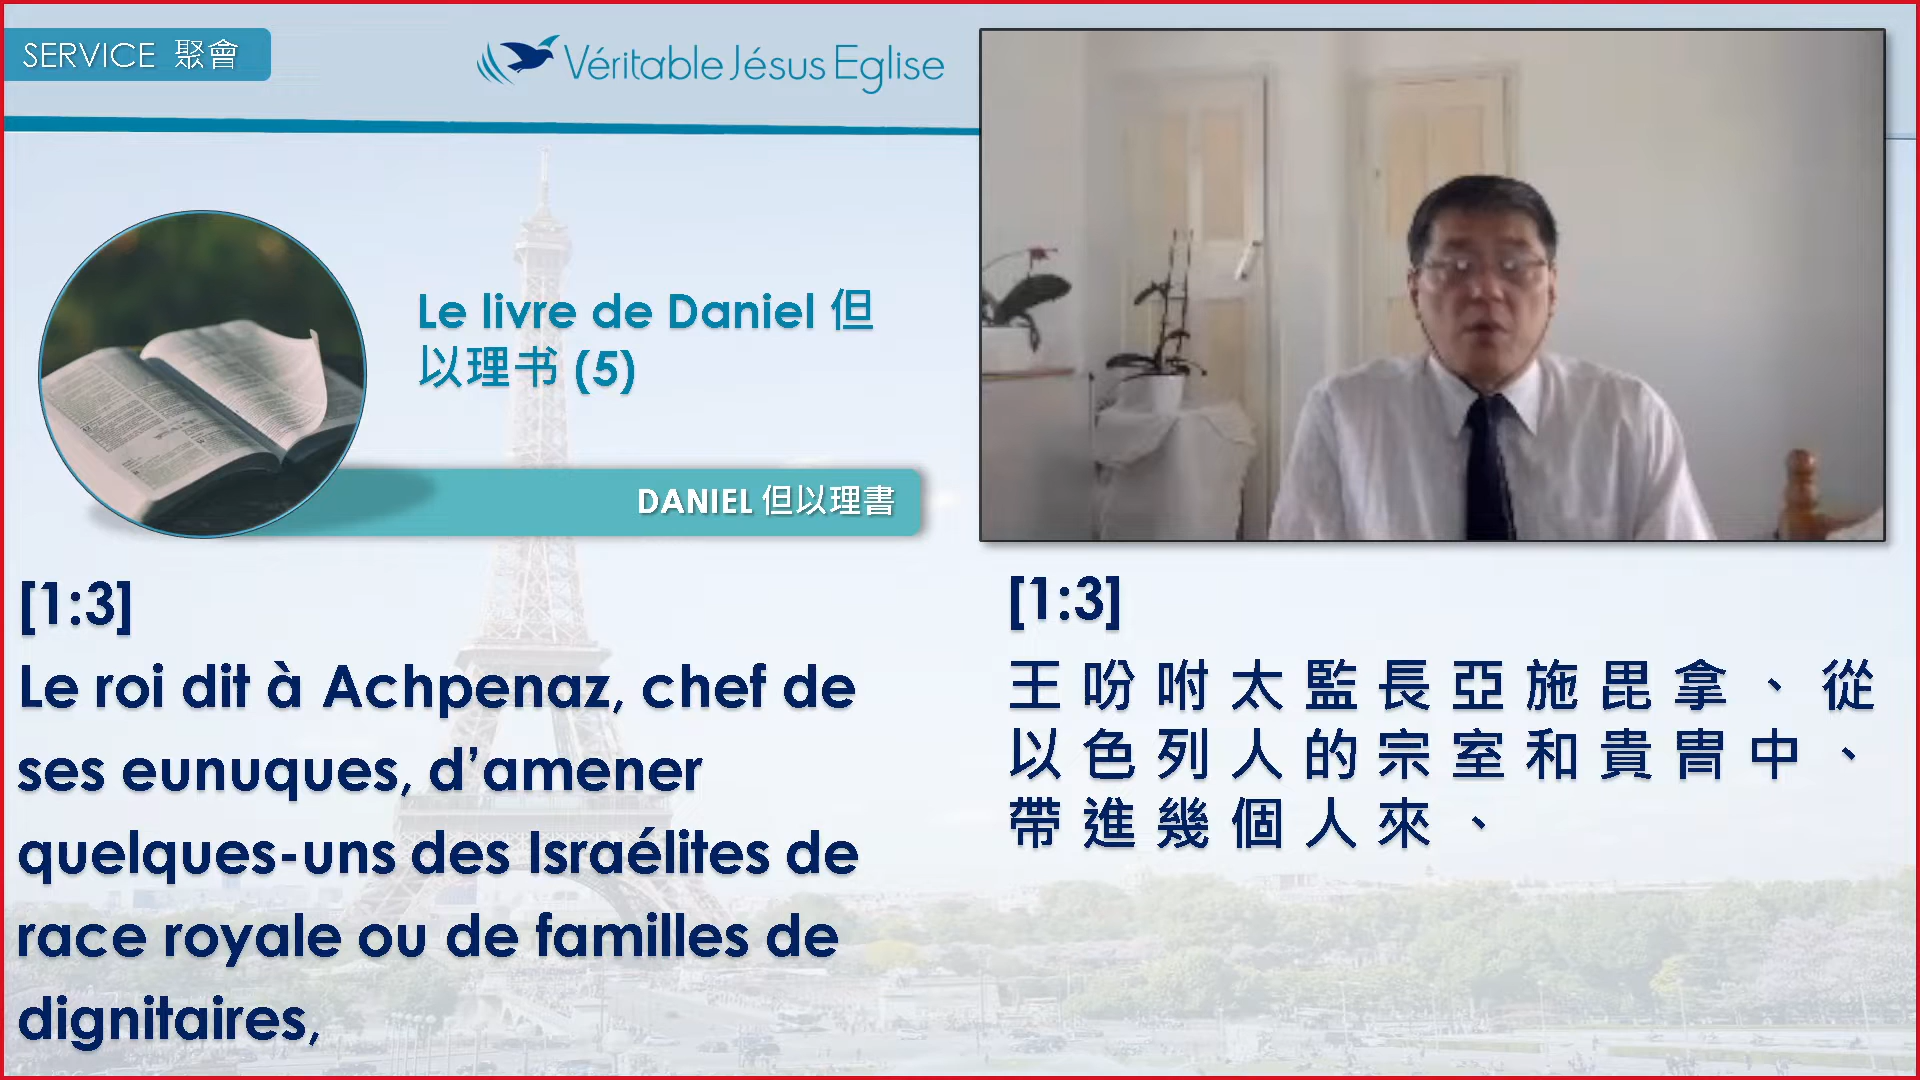 SERVICE 聚會
Véritable Jésus Eglise
Le livre de Daniel 但
以理书 (5)
DANIEL 但以理書
[1:3]
Le roi dit à Achpenaz, chef de
ses eunuques, d’amener
quelques-uns des Israélites de
race royale ou de familles de
dignitaires,
[1:3]
王吩咐太監長亞施毘拿、從
以色列人的宗室和貴冑中、
帶進幾個人來、